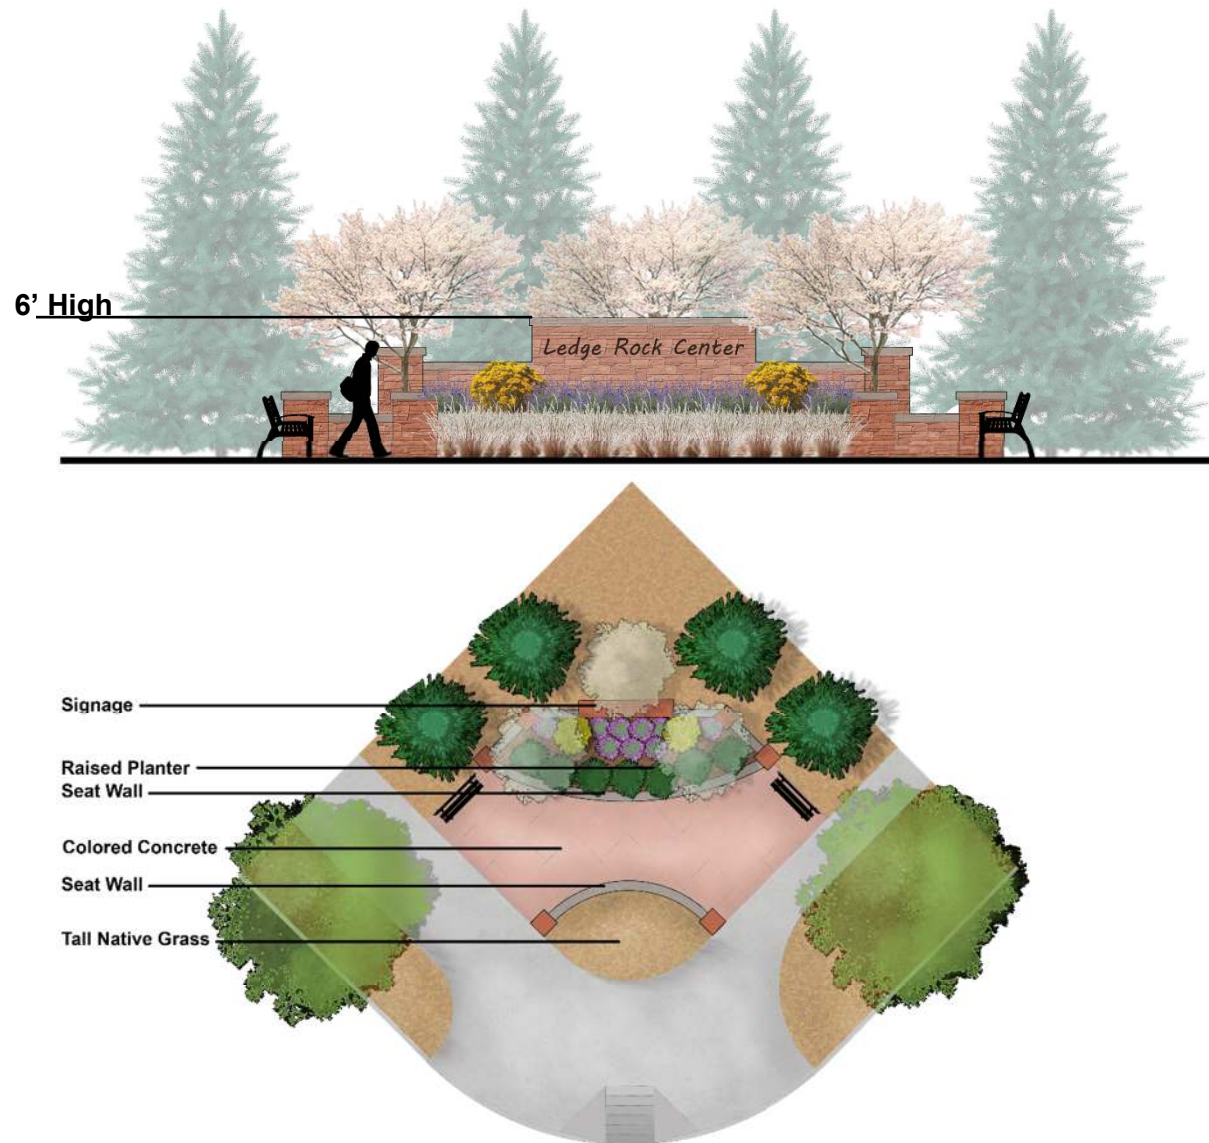 6’ High
Ledge Rock Center
Signage
Raised Planter
Seat Wall
Colored Concrete
Seat Wall
Tall Native Grass